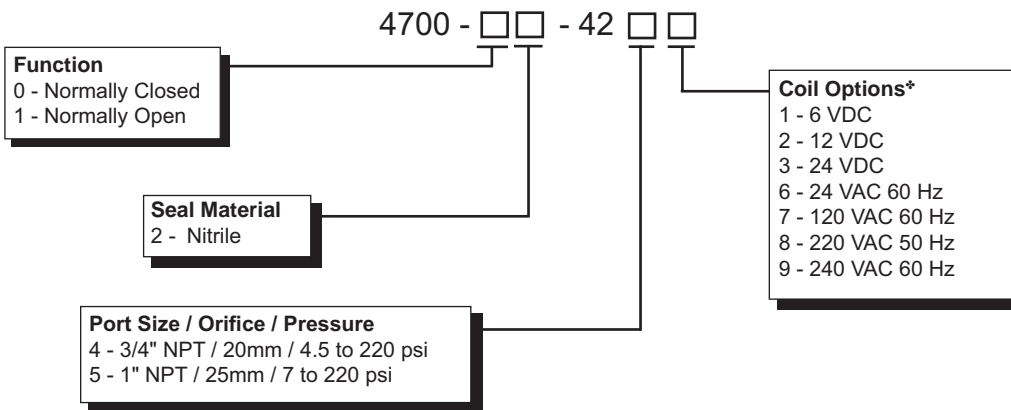 4700 - □□ - 42 □□
Function
0 - Normally Closed
1 - Normally Open
Seal Material
2 - Nitrile
Port Size / Orifice / Pressure
4 - 3/4" NPT / 20mm / 4.5 to 220 psi
5 - 1" NPT / 25mm / 7 to 220 psi
Coil Options✤
1 - 6 VDC
2 - 12 VDC
3 - 24 VDC
6 - 24 VAC 60 Hz
7 - 120 VAC 60 Hz
8 - 220 VAC 50 Hz
9 - 240 VAC 60 Hz